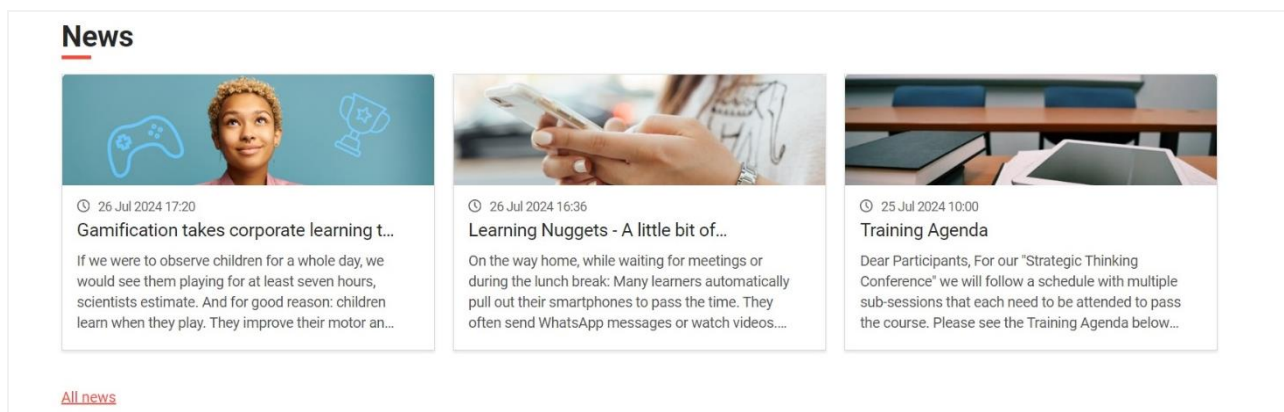 News
26 Jul 2024 17:20
Gamification takes corporate learning t...
If we were to observe children for a whole day, we
would see them playing for at least seven hours,
scientists estimate. And for good reason: children
learn when they play. They improve their motor an...
26 Jul 2024 16:36
Learning Nuggets - A little bit of...
On the way home, while waiting for meetings or
during the lunch break: Many learners automatically
pull out their smartphones to pass the time. They
often send WhatsApp messages or watch videos....
25 Jul 2024 10:00
Training Agenda
Dear Participants, For our "Strategic Thinking
Conference" we will follow a schedule with multiple
sub-sessions that each need to be attended to pass
the course. Please see the Training Agenda below...
All news